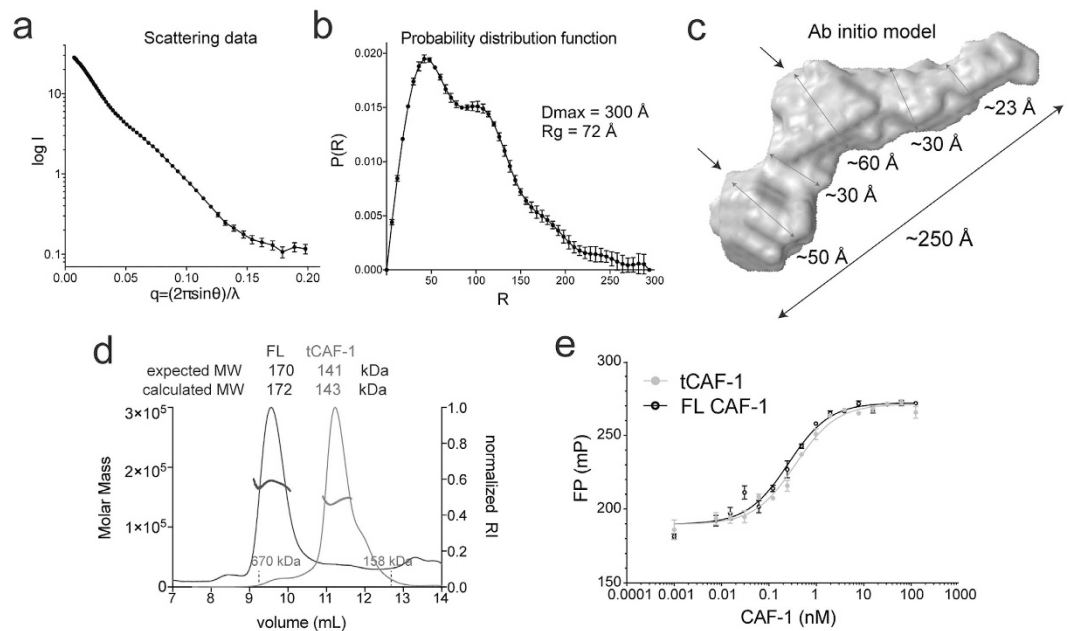 a
Scattering data
log I
10
1
0.1
0.00
0.05
0.10
0.15
0.20
q=(2πsinθ)/λ
b
Probability distribution function
P(R)
0.020
0.015
0.010
0.005
0.000
50
100
150
200
250
300
R
Dmax = 300 Å
Rg = 72 Å
c
Ab initio model
~23 Å
~30 Å
~60 Å
~30 Å
~50 Å
~250 Å
d
FL tCAF-1
expected MW 170 141 kDa
calculated MW 172 143 kDa
Molar Mass
3×10⁵
2×10⁵
1×10⁵
0
normalized RI
1.0
0.8
0.6
0.4
0.2
0.0
670 kDa
158 kDa
7 8 9 10 11 12 13 14
volume (mL)
e
tCAF-1
FL CAF-1
FP (mP)
300
250
200
150
0.0001 0.001 0.01 0.1 1 10 100 1000
CAF-1 (nM)